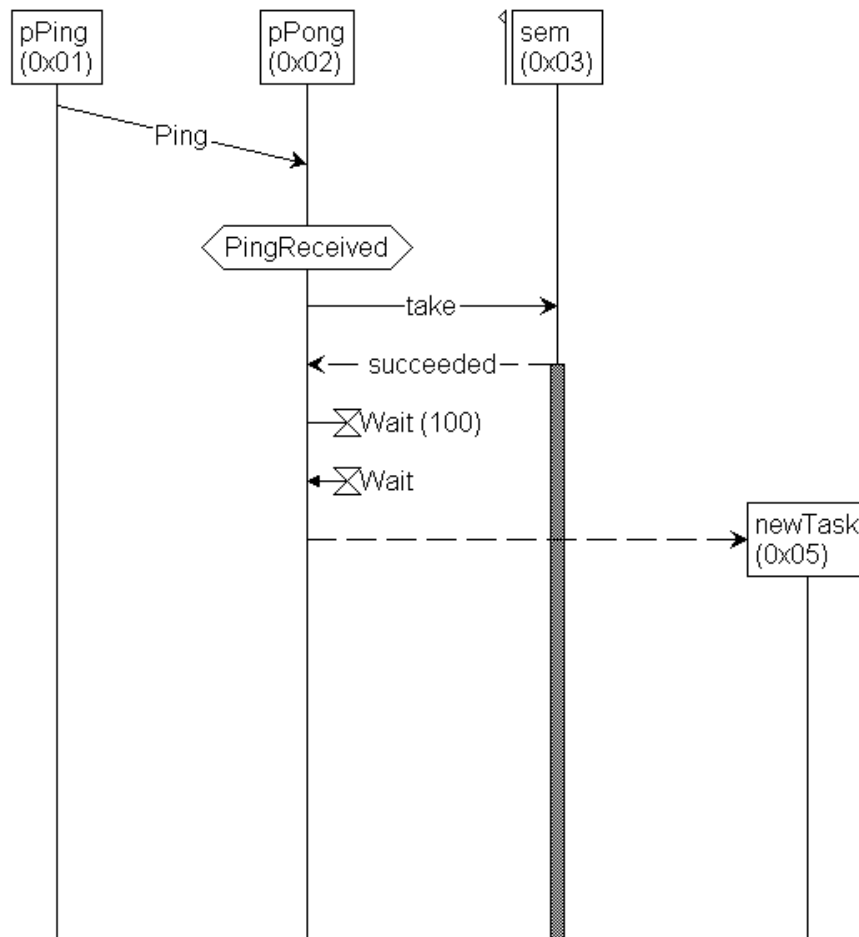 pPing
(0x01)
pPong
(0x02)
sem
(0x03)
Ping
PingReceived
take
succeeded
Wait (100)
Wait
newTask
(0x05)